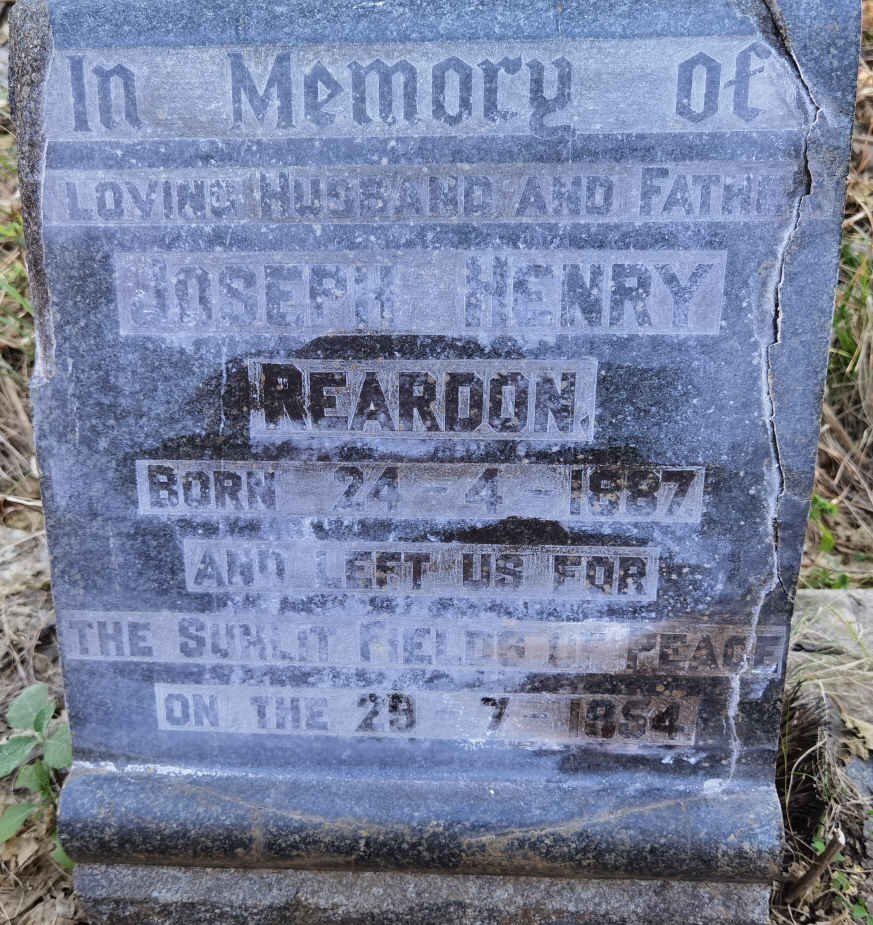 In Memory of
LOVING HUSBAND AND FATHE
JOSEPH HENRY
REARDON.
BORN 24-4-1887
AND LEFT US FOR
THE SUNLIT FIELDS OF PEACE
ON THE 29-7-1954.